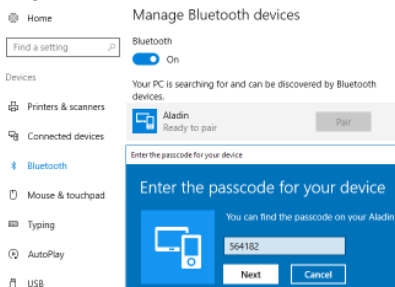 Home
Find a setting
Devices
Printers & scanners
Connected devices
Bluetooth
Mouse & touchpad
Typing
AutoPlay
USB
Manage Bluetooth devices
Bluetooth
On
Your PC is searching for and can be discovered by Bluetooth
devices.
Aladin
Ready to pair
Pair
Enter the passcode for your device
Enter the passcode for your device
You can find the passcode on your Aladin
564182
Next
Cancel